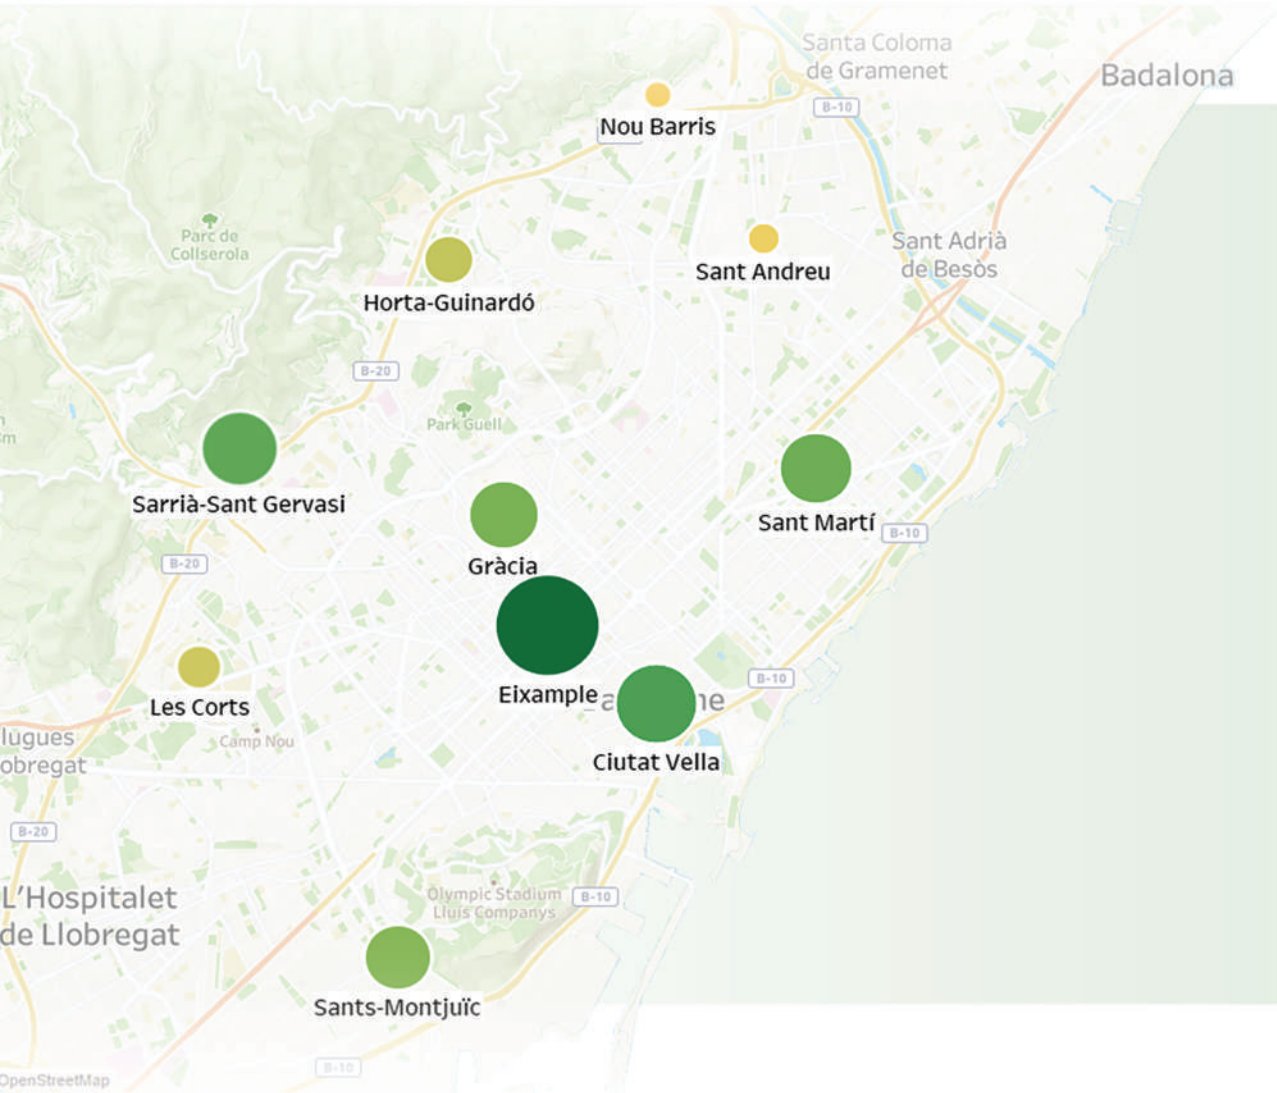 Santa Coloma
de Gramenet
Badalona
B-10
Nou Barris
Parc de
Collserola
Sant Adrià
de Besòs
Sant Andreu
Horta-Guinardó
B-20
Park Guell
Sarrià-Sant Gervasi
Sant Martí
B-10
Gràcia
B-20
Eixample
B-10
Les Corts
Camp Nou
lugues
obregat
Ciutat Vella
B-20
L'Hospitalet
de Llobregat
Olympic Stadium
Lluís Companys
B-10
Sants-Montjuïc
B-10
OpenStreetMap